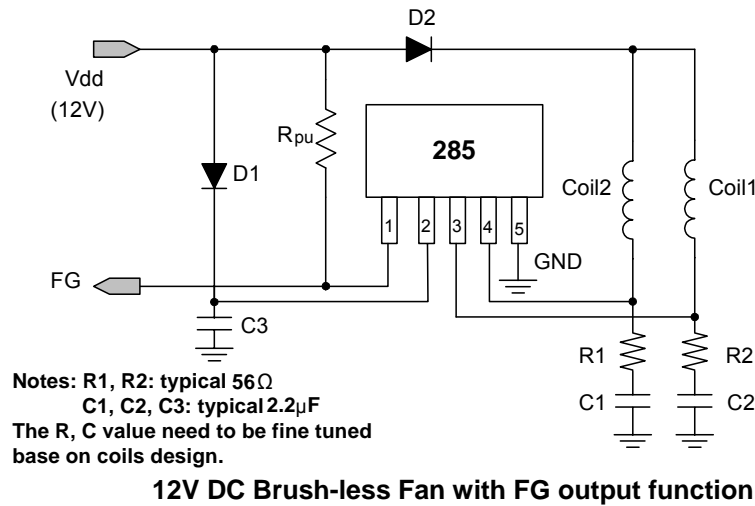 D2
Vdd
(12V)
Rpu
285
D1
Coil2
Coil1
1 2 3 4 5
GND
FG
C3
R1
R2
C1
C2
Notes: R1, R2: typical 56Ω
C1, C2, C3: typical 2.2µF
The R, C value need to be fine tuned
base on coils design.
12V DC Brush-less Fan with FG output function